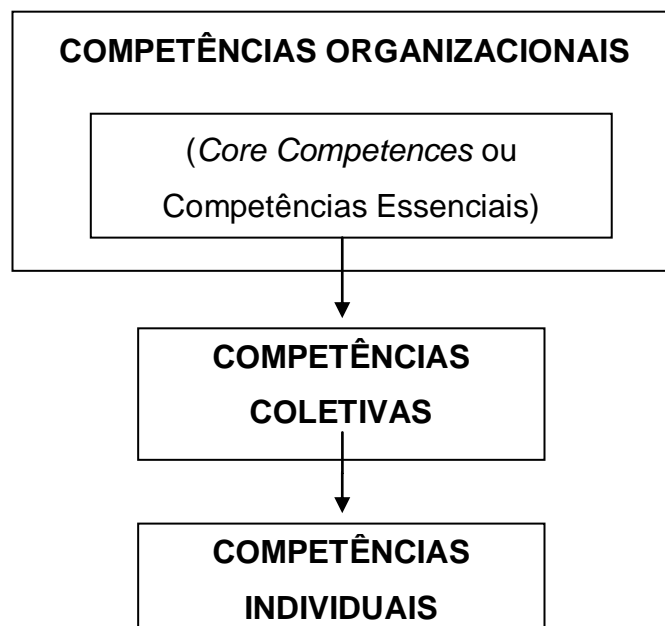 COMPETÊNCIAS ORGANIZACIONAIS
(Core Competences ou
Competências Essenciais)
COMPETÊNCIAS
COLETIVAS
COMPETÊNCIAS
INDIVIDUAIS